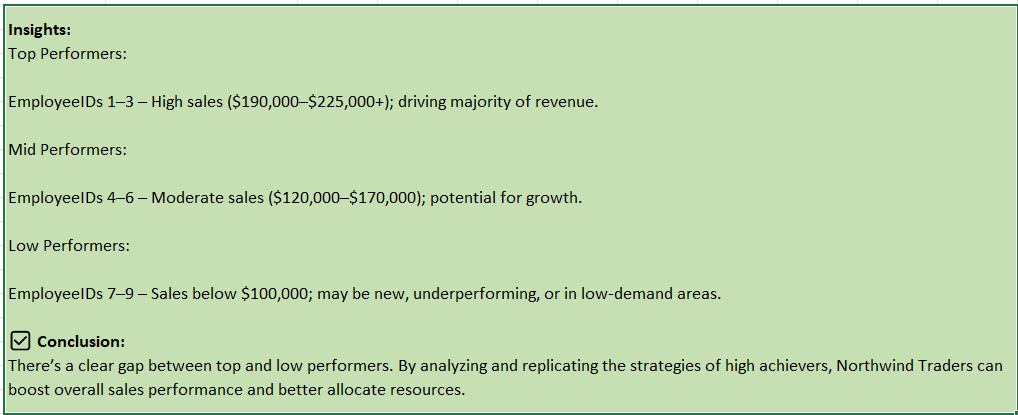 Insights:
Top Performers:
EmployeeIDs 1–3 – High sales ($190,000–$225,000+); driving majority of revenue.
Mid Performers:
EmployeeIDs 4–6 – Moderate sales ($120,000–$170,000); potential for growth.
Low Performers:
EmployeeIDs 7–9 – Sales below $100,000; may be new, underperforming, or in low-demand areas.
☑ Conclusion:
There’s a clear gap between top and low performers. By analyzing and replicating the strategies of high achievers, Northwind Traders can
boost overall sales performance and better allocate resources.